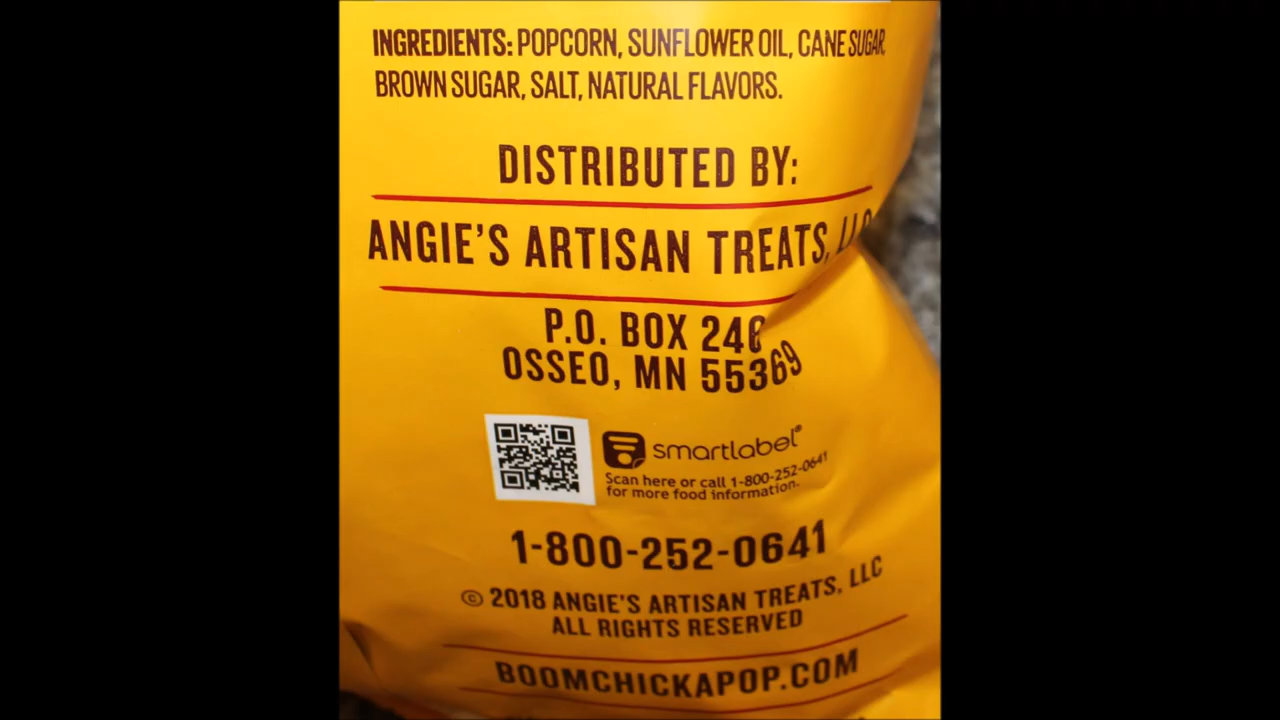 INGREDIENTS: POPCORN, SUNFLOWER OIL, CANE SUGAR,
BROWN SUGAR, SALT, NATURAL FLAVORS.
DISTRIBUTED BY:
ANGIE'S ARTISAN TREATS, LLC
P.O. BOX
OSSEO, MN 55369
smartlabel®
Scan here or call 1-800-252-0641
for more food information.
1-800-252-0641
© 2018 ANGIE'S ARTISAN TREATS, LLC
ALL RIGHTS RESERVED
BOOMCHICKAPOP.COM